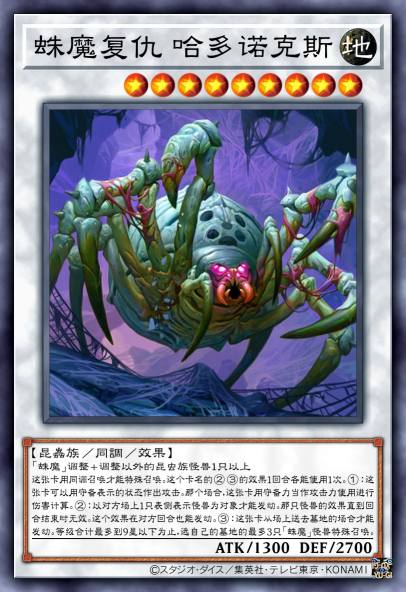 蛛魔复仇 哈多诺克斯
地
【昆蟲族／同調／效果】
「蛛魔」调整＋调整以外的昆虫族怪兽1只以上
这张卡用同调召唤才能特殊召唤。这个卡名的②③的效果1回合各能使用1次。①：这
张卡可以用守备表示的状态作出攻击。那个场合，这张卡用守备力当作攻击力使用进行
伤害计算。②：以对方场上1只表侧表示怪兽为对象才能发动。那只怪兽的效果直到回
合结束时无效。这个效果在对方回合也能发动。③：这张卡从场上送去墓地的场合才能
发动。等级合计最多到9星以下为止，选自己的墓地的最多3只「蛛魔」怪兽特殊召唤。
ATK/1300 DEF/2700
©スタジオ・ダイス／集英社・テレビ東京・KONAMI